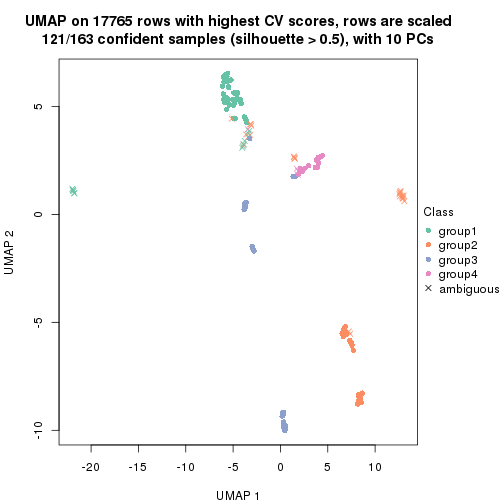 UMAP on 17765 rows with highest CV scores, rows are scaled
121/163 confident samples (silhouette > 0.5), with 10 PCs
5
0
-5
-10
UMAP 2
-20
-15
-10
-5
0
5
10
UMAP 1
Class
group1
group2
group3
group4
ambiguous